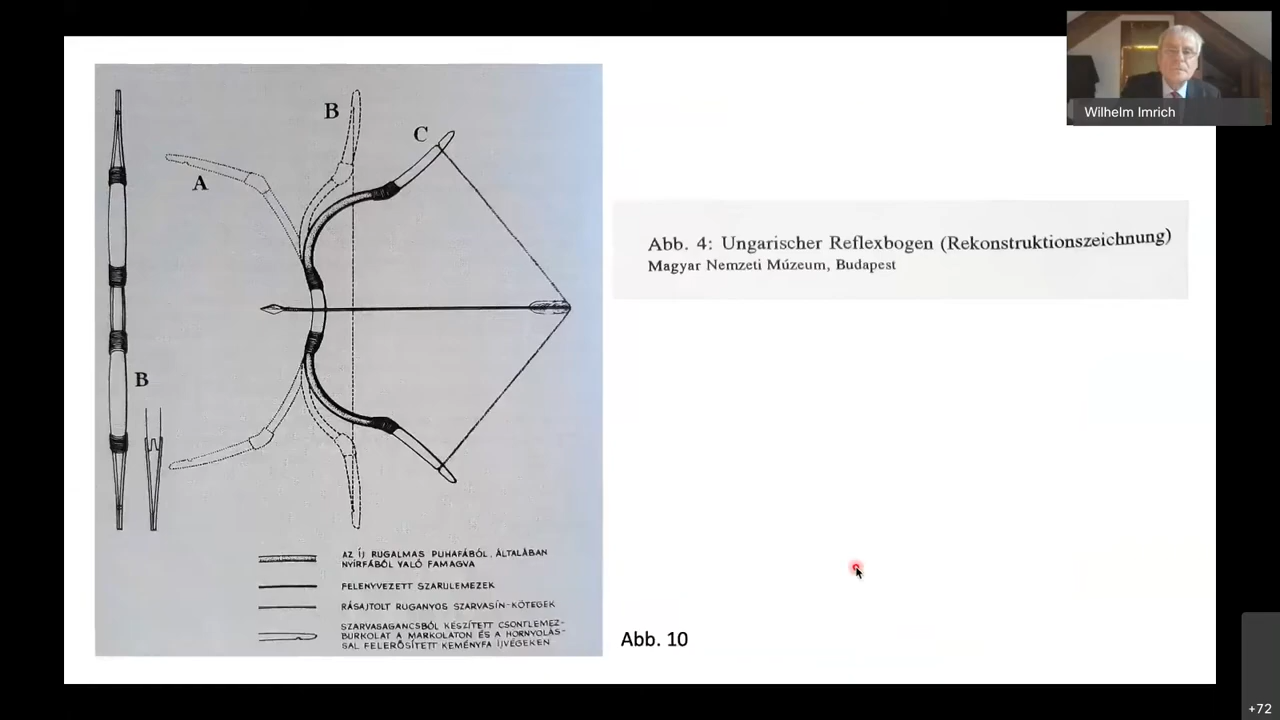 Wilhelm Imrich
B
C
A
Abb. 4: Ungarischer Reflexbogen (Rekonstruktionszeichnung)
Magyar Nemzeti Múzeum, Budapest
B
AZ ÍJ RUGALMAS PUHAFÁBÓL, ÁLTALÁBAN
NYÍRFÁBÓL VALÓ FAMAGVA
FELENYVEZETT SZARULEMEZEK
RÁSAJTOLT RUGANYOS SZARVASÍN-KÖTEGEK
SZARVASAGANCSBÓL KÉSZÍTETT CSONTLEMEZ-
BURKOLAT A MARKOLATON ÉS A HORNYOLÁS-
SAL FELERŐSÍTETT KEMÉNYFA ÍJVÉGEKEN
Abb. 10
+72